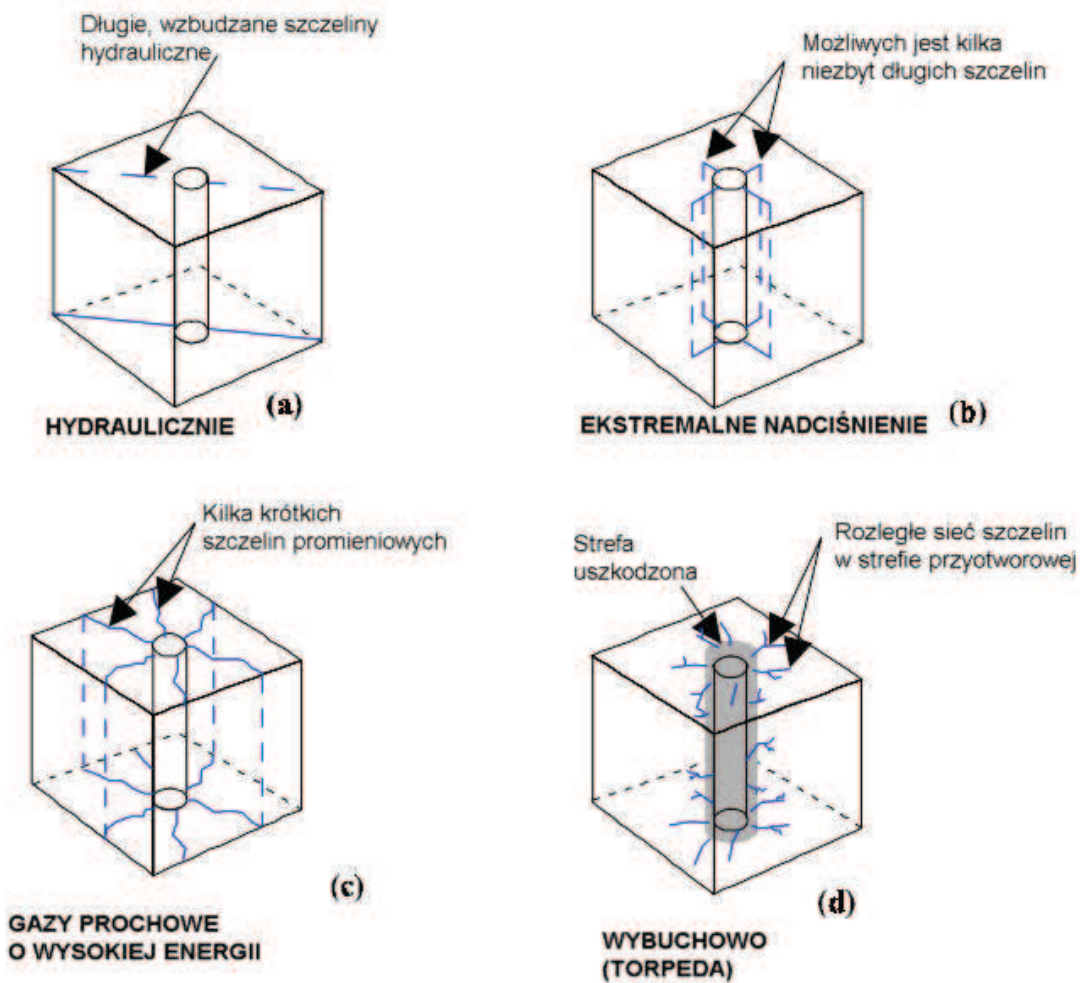 Długie, wzbudzane szczeliny
hydrauliczne
Możliwych jest kilka
niezbyt długich szczelin
(a)
HYDRAULICZNIE
(b)
EKSTREMALNE NADCIŚNIENIE
Kilka krótkich
szczelin promieniowych
Strefa
uszkodzona
Rozległe sieć szczelin
w strefie przyotworowej
(c)
GAZY PROCHOWE
O WYSOKIEJ ENERGII
(d)
WYBUCHOWO
(TORPEDA)